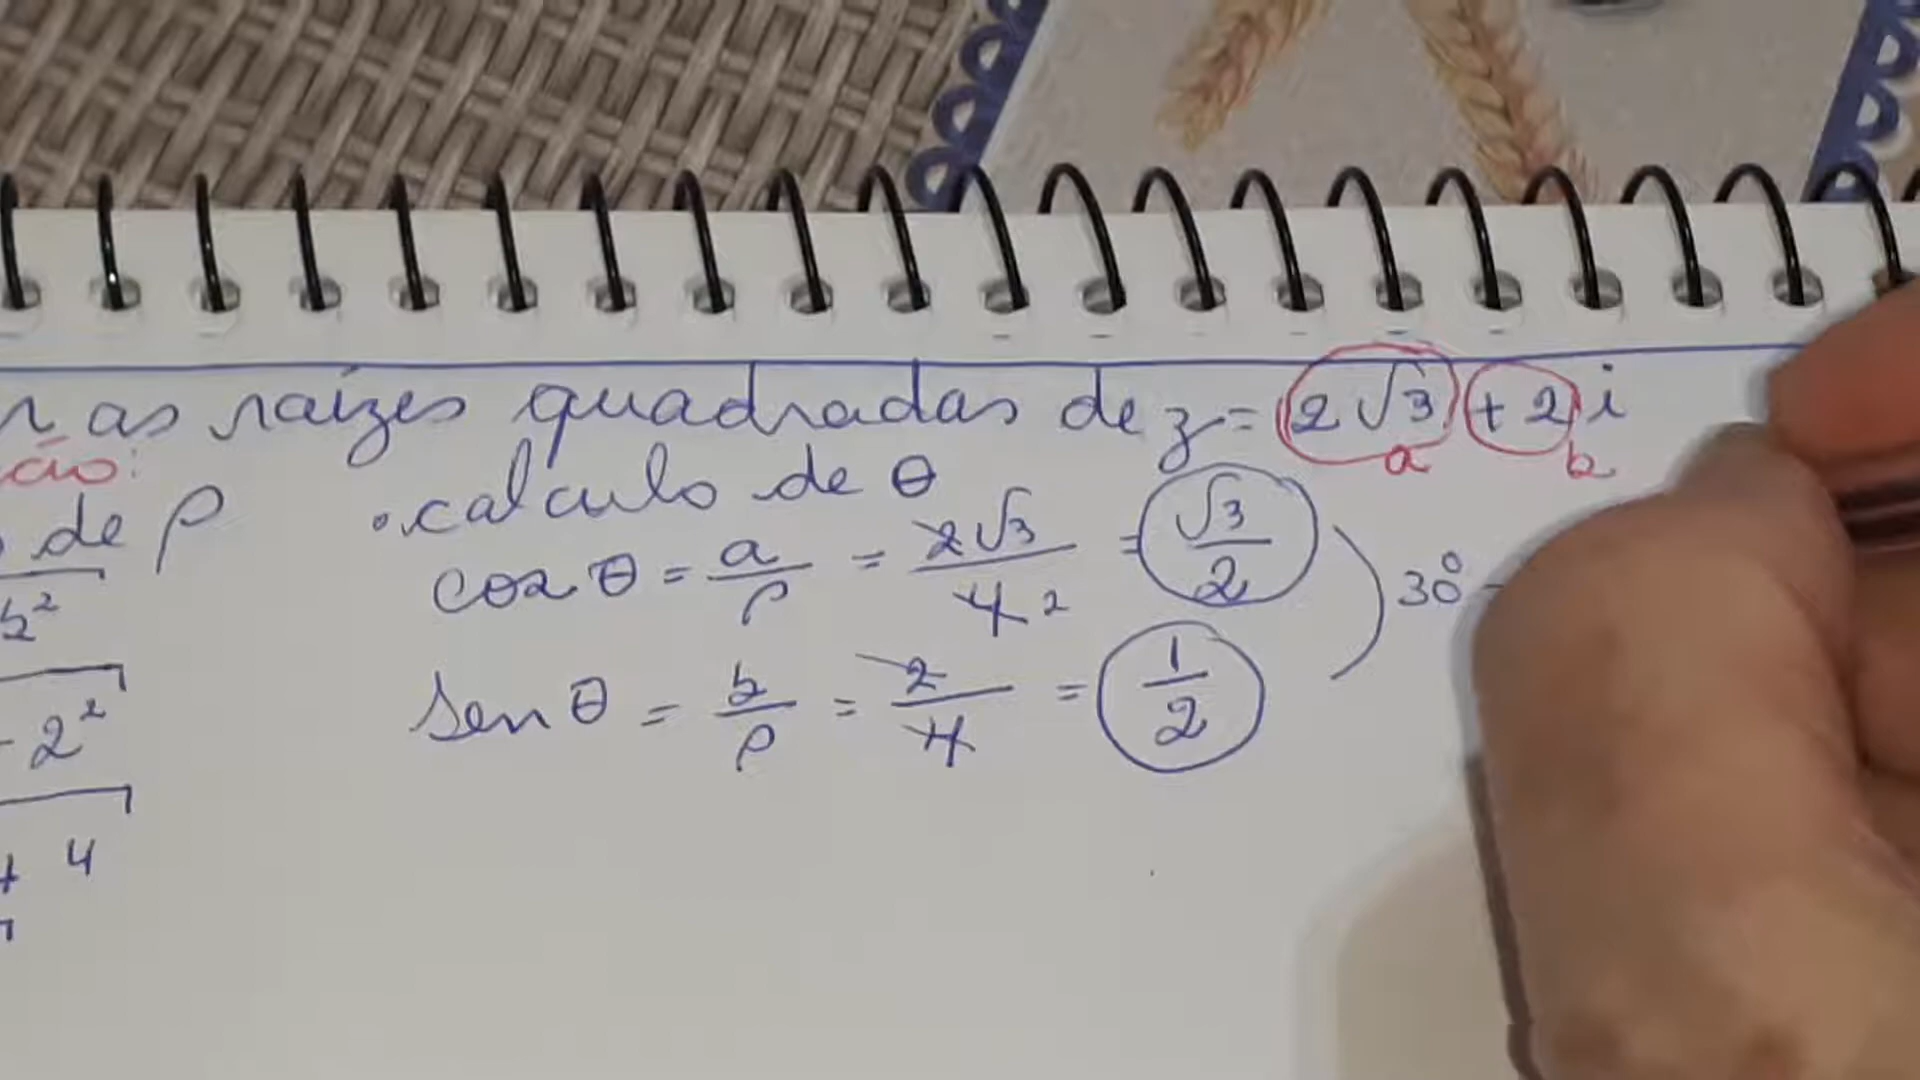 as raízes quadradas de z = 2√3 + 2i
ão: a b
de ρ
b²
- 2²
+ 4
. calculo de θ
cos θ = a/ρ = 2√3/4 2 = √3/2
sen θ = b/ρ = 2/4 = 1/2
30°